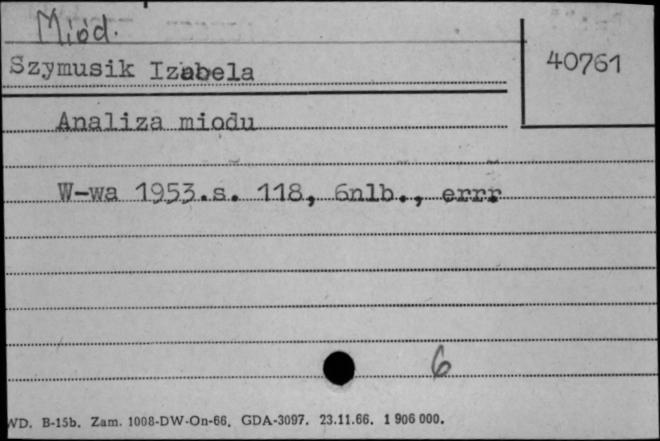 Miód.
40761
Szymusik Izabela
Analiza miodu
W-wa 1953.s. 118, 6nlb., errr
6
WD. B-15b. Zam. 1008-DW-On-66. GDA-3097. 23.11.66. 1 906 000.